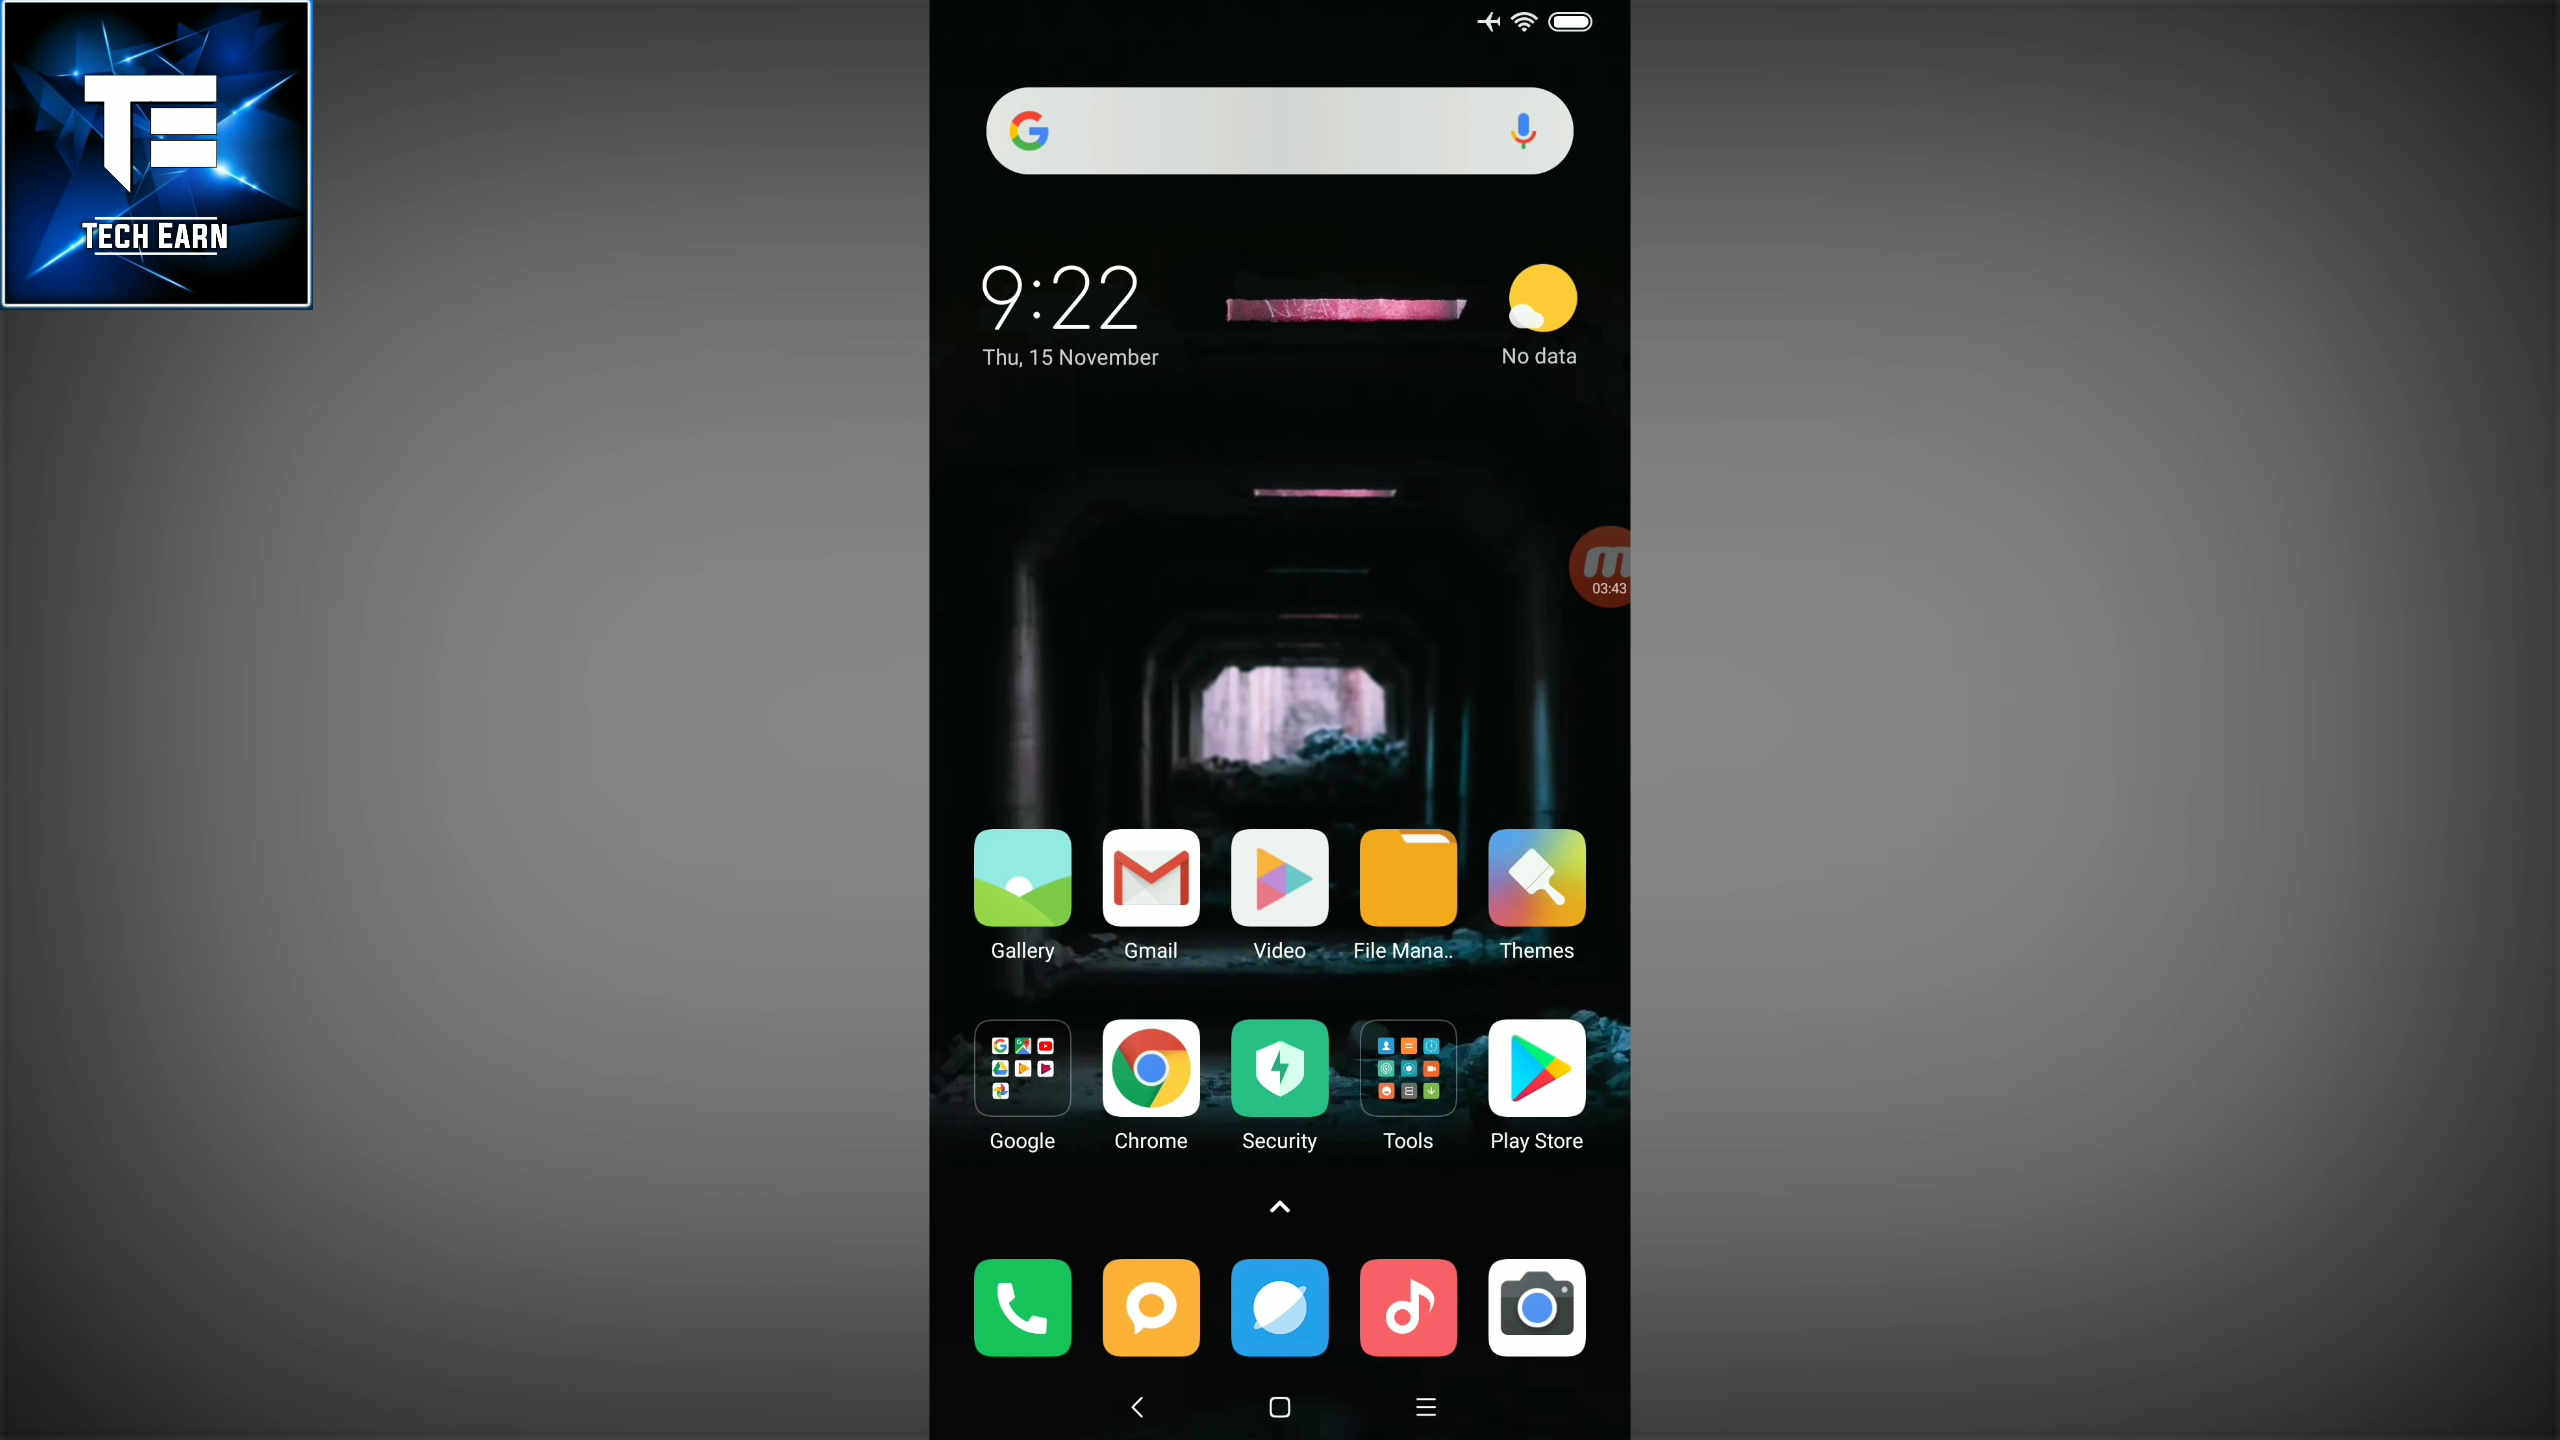 TE
TECH EARN
9:22
Thu, 15 November
No data
03:43
Gallery
Gmail
Video
File Mana..
Themes
Google
Chrome
Security
Tools
Play Store